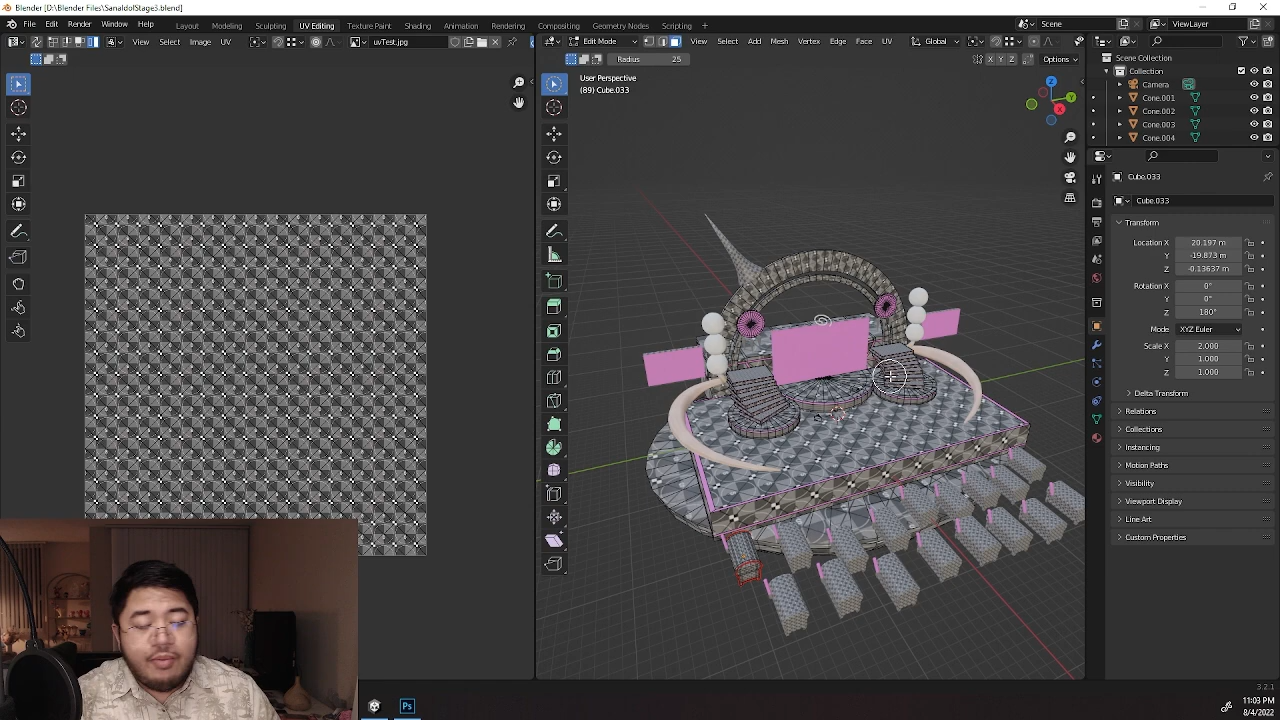 Blender [D:\Blender Files\SanaldolStage3.blend]
File Edit Render Window Help Layout Modeling Sculpting UV Editing Texture Paint Shading Animation Rendering Compositing Geometry Nodes Scripting + Scene ViewLayer
View Select Image UV uvTest.jpg Edit Mode View Select Add Mesh Vertex Edge Face UV Global
Radius 25 X Y Z Options
Scene Collection
Collection
Camera
Cone.001
Cone.002
Cone.003
Cone.004
User Perspective
(89) Cube.033
Cube.033
Cube.033
Transform
Location X 20.197 m
Y -19.873 m
Z -0.13637 m
Rotation X 0°
Y 0°
Z 180°
Mode XYZ Euler
Scale X 2.000
Y 1.000
Z 1.000
Delta Transform
Relations
Collections
Instancing
Motion Paths
Visibility
Viewport Display
Line Art
Custom Properties
X
Y
Z
3.2.1
Ps
11:03 PM
8/4/2022